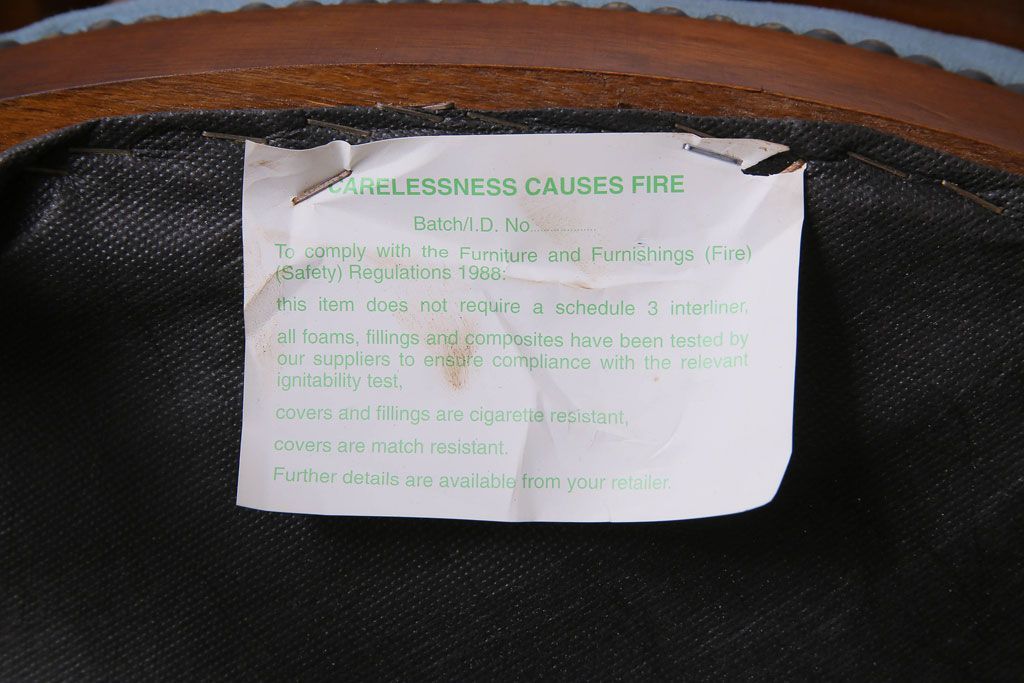 CARELESSNESS CAUSES FIRE
Batch/I.D. No..................
To comply with the Furniture and Furnishings (Fire)
(Safety) Regulations 1988:
this item does not require a schedule 3 interliner,
all foams, fillings and composites have been tested by
our suppliers to ensure compliance with the relevant
ignitability test,
covers and fillings are cigarette resistant,
covers are match resistant.
Further details are available from your retailer.